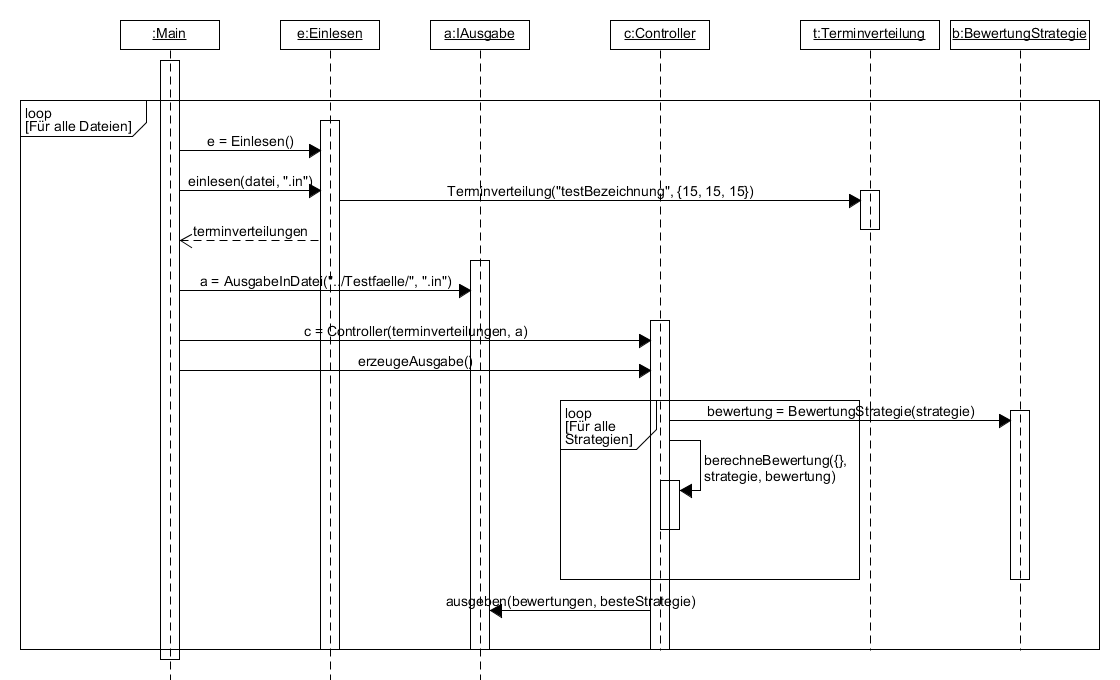 :Main
e:Einlesen
a:IAusgabe
c:Controller
t:Terminverteilung
b:BewertungStrategie
loop
[Für alle Dateien]
e = Einlesen()
einlesen(datei, ".in")
Terminverteilung("testBezeichnung", {15, 15, 15})
terminverteilungen
a = AusgabeInDatei("../Testfaelle/", ".in")
c = Controller(terminverteilungen, a)
erzeugeAusgabe()
loop
[Für alle
Strategien]
bewertung = BewertungStrategie(strategie)
berechneBewertung({},
strategie, bewertung)
ausgeben(bewertungen, besteStrategie)